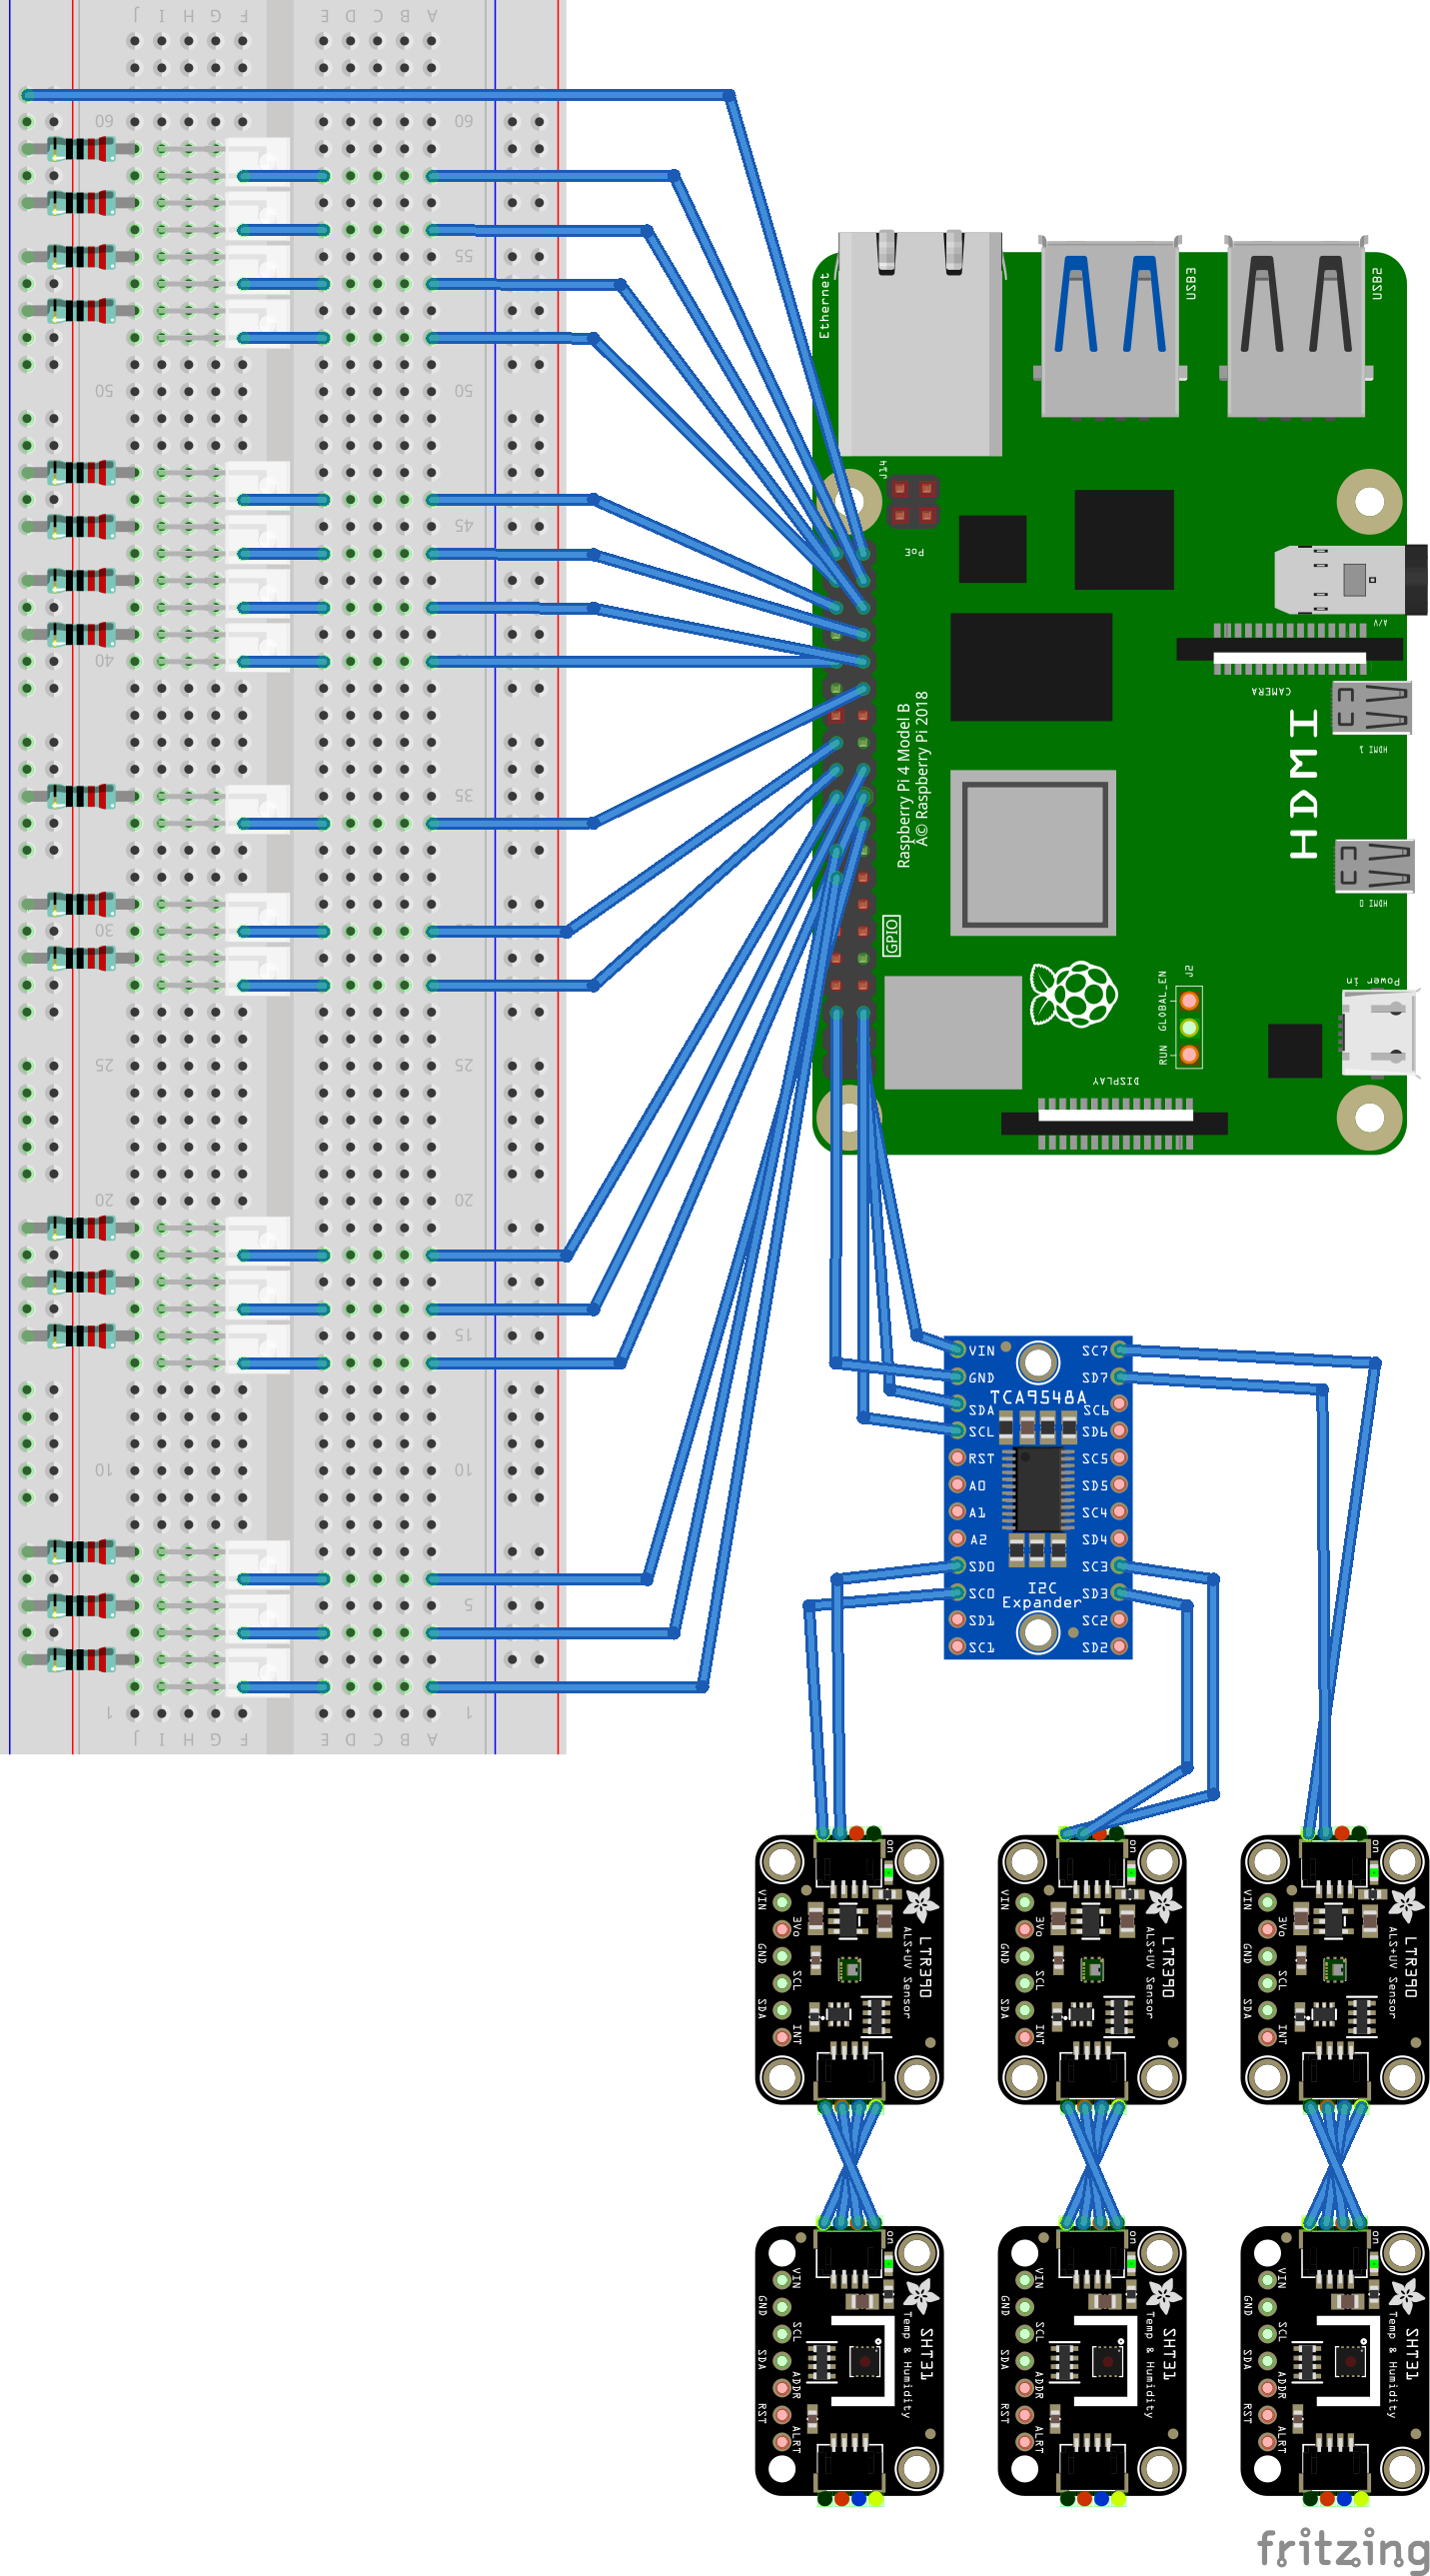 J I H G F E D C B A
60 60
55
50 50
45
40
35
30
25 25
20 20
15
10 10
5
1 1
J I H G F E D C B A
Ethernet
USB3
USB2
J14
PoE
A/V
CAMERA
HDMI
HDMI 1
HDMI 0
Raspberry Pi 4 Model B
Â© Raspberry Pi 2018
GPIO
J2
GLOBAL_EN
RUN
Power in
DISPLAY
VIN SC7
GND SD7
TCA9548A
SDA SC6
SCL SD6
RST SC5
A0 SD5
A1 SC4
A2 SD4
SD0 SC3
I2C
SC0 SD3
Expander
SD1 SC2
SC1 SD2
on
VIN
3Vo
GND
SCL
SDA
INT
LTR390
ALS+UV Sensor
on
VIN
3Vo
GND
SCL
SDA
INT
LTR390
ALS+UV Sensor
on
VIN
3Vo
GND
SCL
SDA
INT
LTR390
ALS+UV Sensor
on
VIN
GND
SCL
SDA
ADDR
RST
ALRT
SHT31
Temp & Humidity
on
VIN
GND
SCL
SDA
ADDR
RST
ALRT
SHT31
Temp & Humidity
on
VIN
GND
SCL
SDA
ADDR
RST
ALRT
SHT31
Temp & Humidity
fritzing